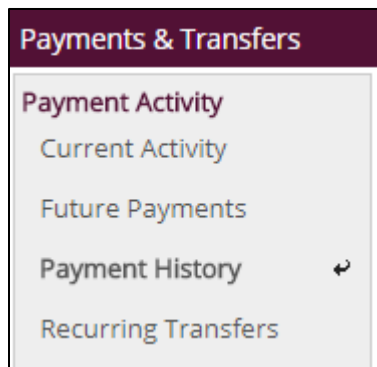 Payments & Transfers
Payment Activity
Current Activity
Future Payments
Payment History
Recurring Transfers